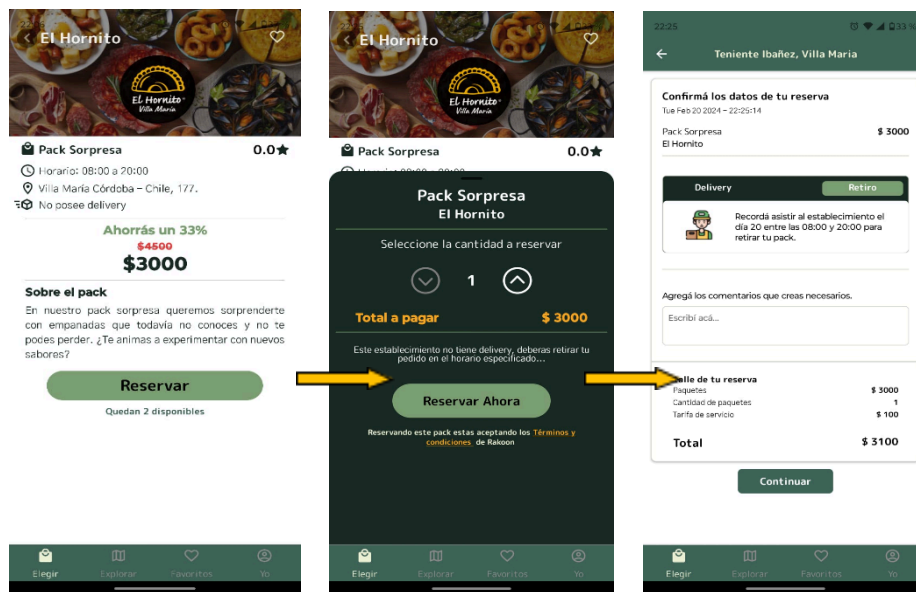 El Hornito
EL HORNITO
Villa María
Pack Sorpresa 0.0★
Horario: 08:00 a 20:00
Villa María Córdoba – Chile, 177.
No posee delivery
Ahorrás un 33%
$4500
$3000
Sobre el pack
En nuestro pack sorpresa queremos sorprenderte
con empanadas que todavía no conoces y no te
podes perder. ¿Te animas a experimentar con nuevos
sabores?
Reservar
Quedan 2 disponibles
Elegir Explorar Favoritos Yo
El Hornito
EL HORNITO
Villa María
Pack Sorpresa 0.0★
Pack Sorpresa
El Hornito
Seleccione la cantidad a reservar
1
Total a pagar $ 3000
Este establecimiento no tiene delivery, deberas retirar tu
pedido en el horario especificado...
Reservar Ahora
Reservando este pack estas aceptando los Términos y
condiciones de Rakoon
Elegir Explorar Favoritos Yo
22:25 33 %
Teniente Ibañez, Villa Maria
Confirmá los datos de tu reserva
Tue Feb 20 2024 – 22:25:14
Pack Sorpresa $ 3000
El Hornito
Delivery Retiro
Recordá asistir al establecimiento el
día 20 entre las 08:00 y 20:00 para
retirar tu pack.
Agregá los comentarios que creas necesarios.
Escribí acá...
alle de tu reserva
Paquetes $ 3000
Cantidad de paquetes 1
Tarifa de servicio $ 100
Total $ 3100
Continuar
Elegir Explorar Favoritos Yo